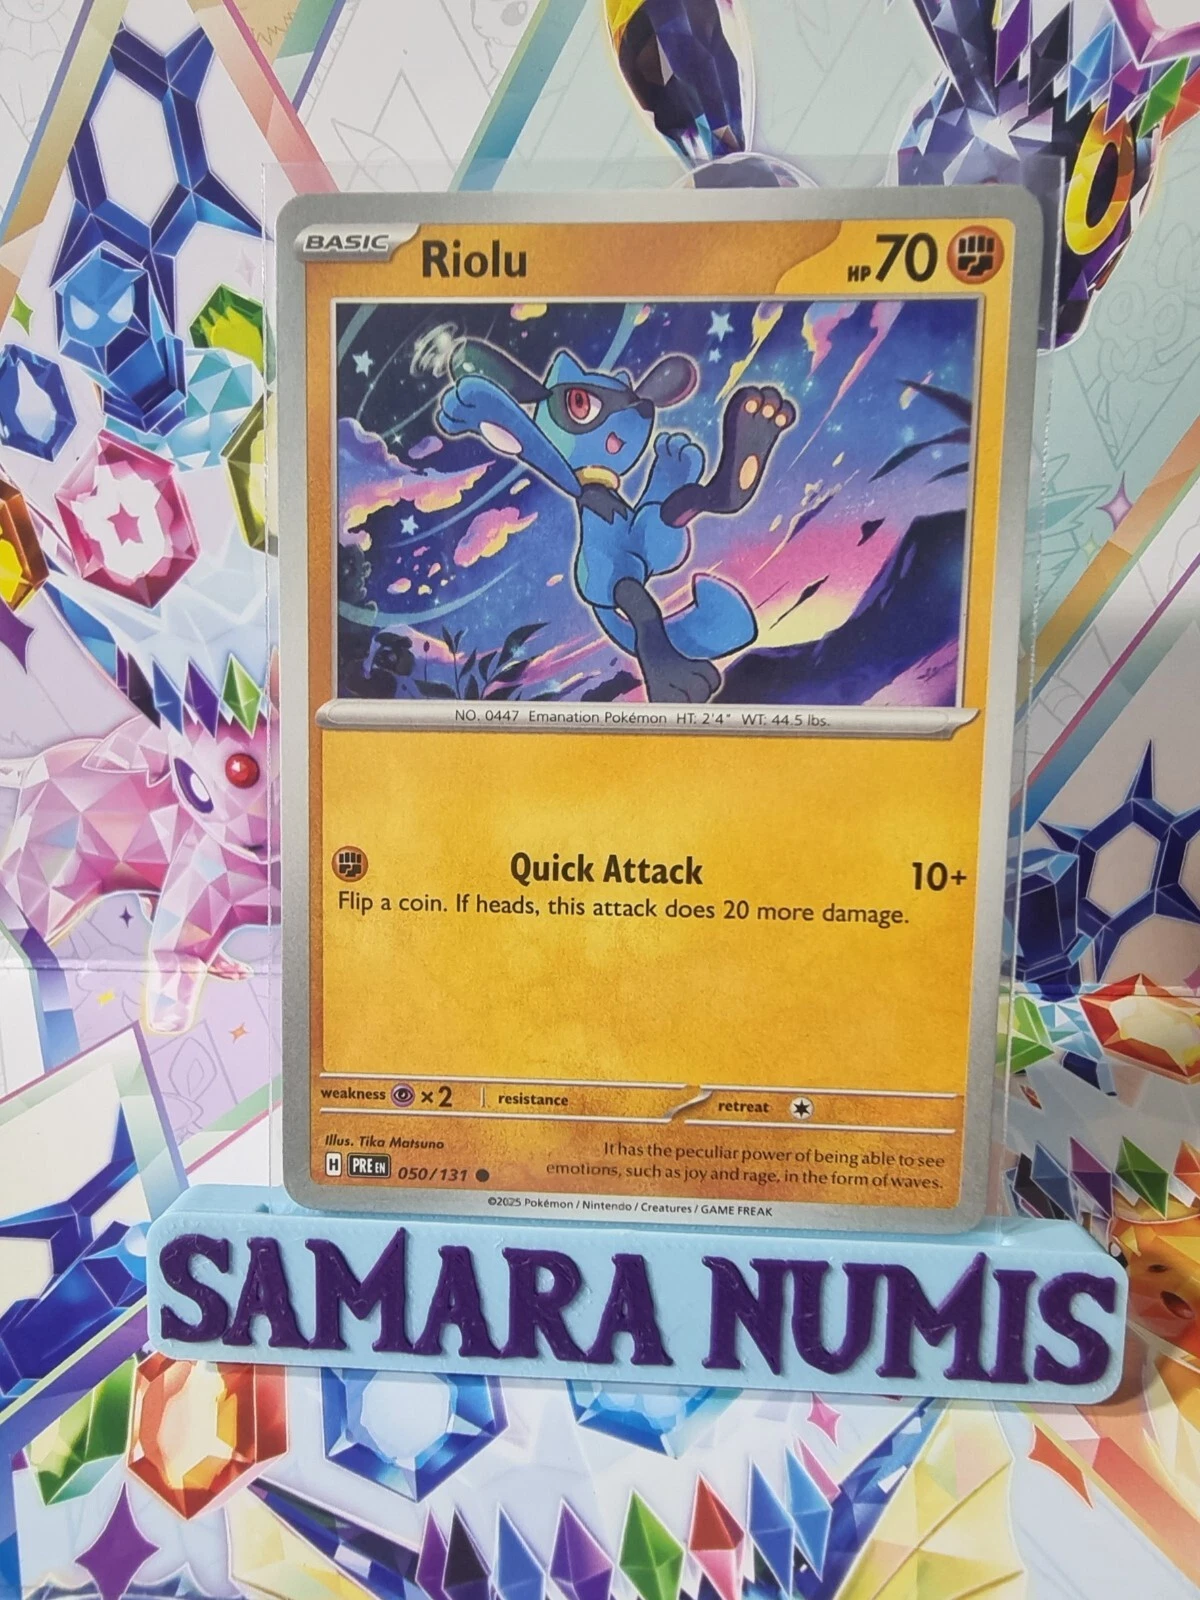 BASIC Riolu HP 70
NO. 0447 Emanation Pokémon HT: 2'4" WT: 44.5 lbs.
Quick Attack 10+
Flip a coin. If heads, this attack does 20 more damage.
weakness ×2 resistance retreat
Illus. Tika Matsuno
H PRE EN 050/131
It has the peculiar power of being able to see
emotions, such as joy and rage, in the form of waves.
©2025 Pokémon / Nintendo / Creatures / GAME FREAK
SAMARA NUMIS